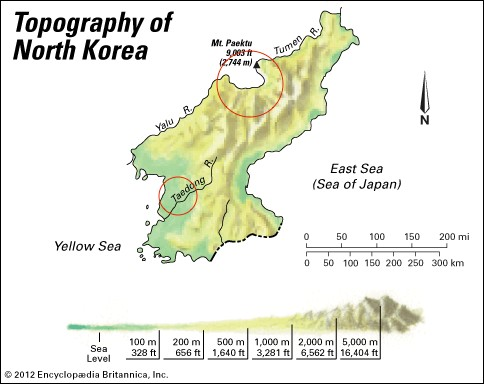 Topography of
North Korea
Mt. Paektu
9,003 ft
(2,744 m)
Tumen R.
Yalu R.
Taedong R.
East Sea
(Sea of Japan)
Yellow Sea
N
0 50 100 150 200 mi
0 50 100 150 200 250 300 km
Sea
Level
100 m
328 ft
200 m
656 ft
500 m
1,640 ft
1,000 m
3,281 ft
2,000 m
6,562 ft
5,000 m
16,404 ft
© 2012 Encyclopædia Britannica, Inc.